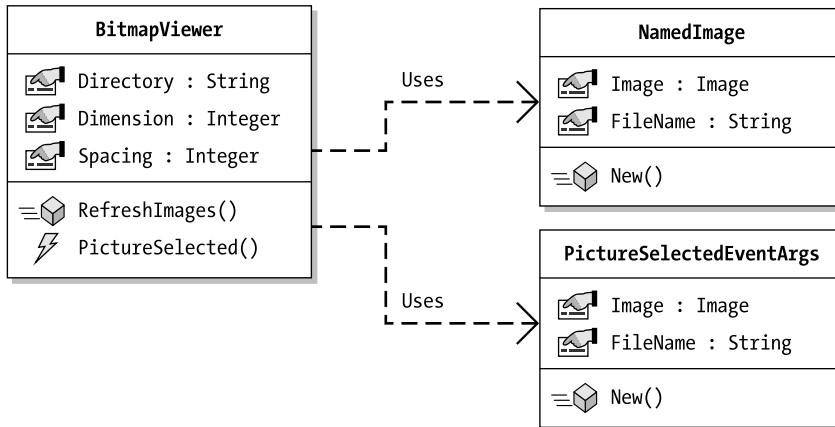 BitmapViewer
Directory : String
Dimension : Integer
Spacing : Integer
RefreshImages()
PictureSelected()
Uses
Uses
NamedImage
Image : Image
FileName : String
New()
PictureSelectedEventArgs
Image : Image
FileName : String
New()